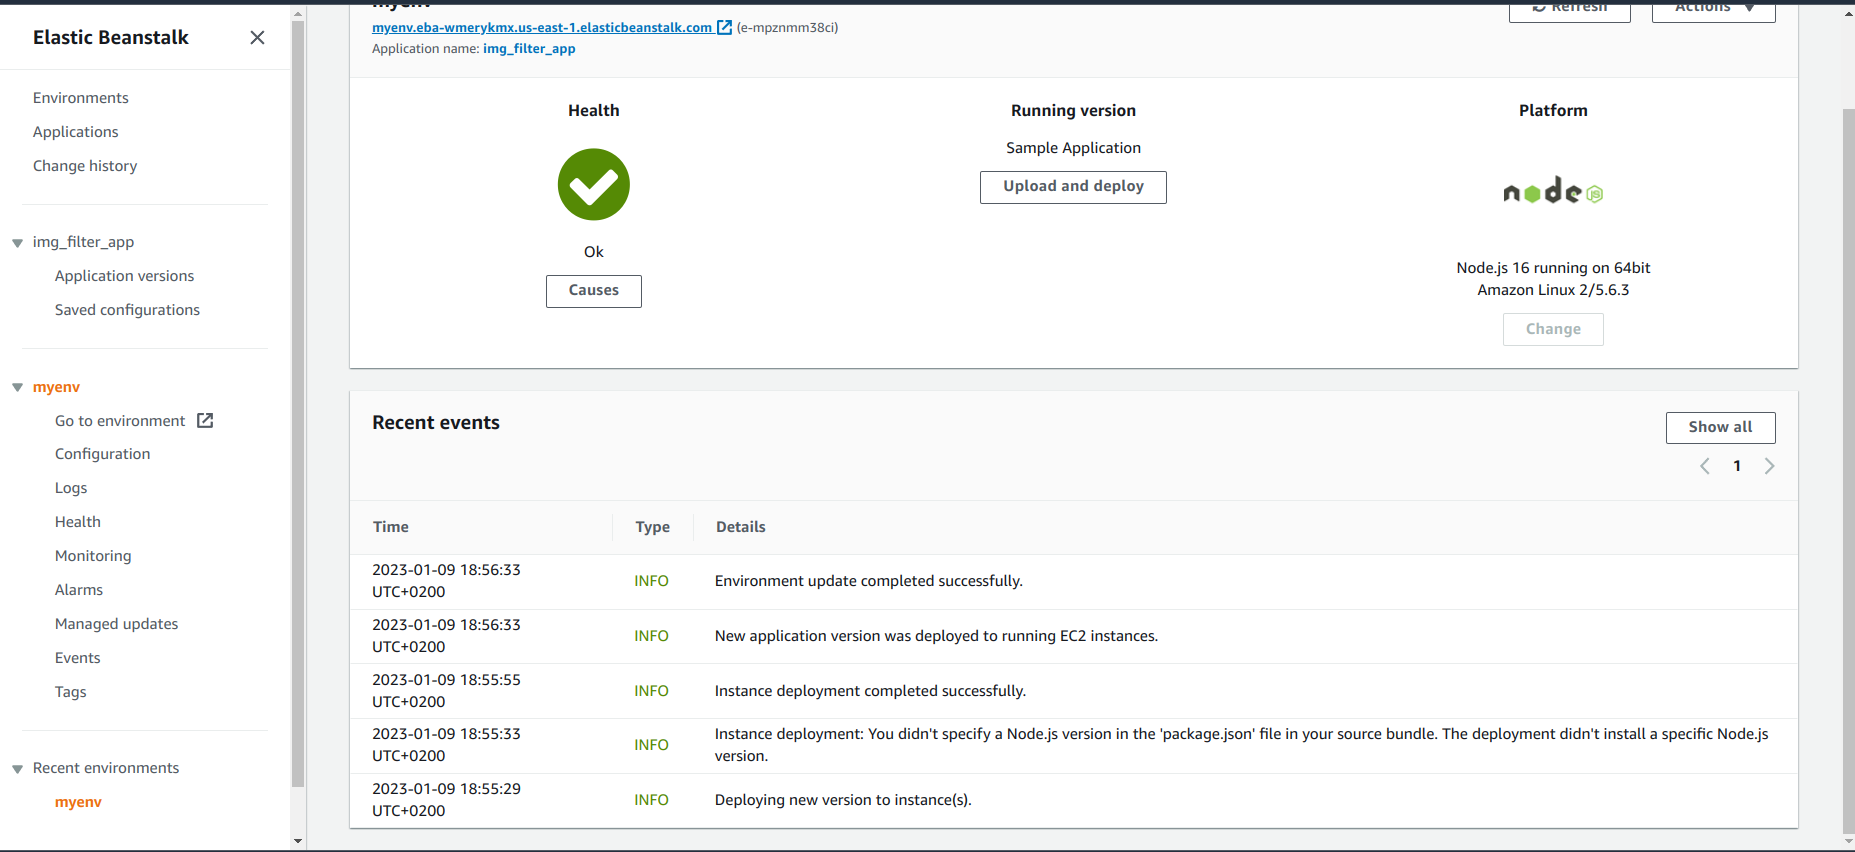 Elastic Beanstalk
Environments
Applications
Change history
img_filter_app
Application versions
Saved configurations
myenv
Go to environment
Configuration
Logs
Health
Monitoring
Alarms
Managed updates
Events
Tags
Recent environments
myenv
myenv
Refresh
Actions
myenv.eba-wmerykmx.us-east-1.elasticbeanstalk.com (e-mpznmm38ci)
Application name: img_filter_app
Health
Ok
Causes
Running version
Sample Application
Upload and deploy
Platform
node JS
Node.js 16 running on 64bit
Amazon Linux 2/5.6.3
Change
Recent events
Show all
1
Time Type Details
2023-01-09 18:56:33
UTC+0200
INFO
Environment update completed successfully.
2023-01-09 18:56:33
UTC+0200
INFO
New application version was deployed to running EC2 instances.
2023-01-09 18:55:55
UTC+0200
INFO
Instance deployment completed successfully.
2023-01-09 18:55:33
UTC+0200
INFO
Instance deployment: You didn't specify a Node.js version in the 'package.json' file in your source bundle. The deployment didn't install a specific Node.js
version.
2023-01-09 18:55:29
UTC+0200
INFO
Deploying new version to instance(s).